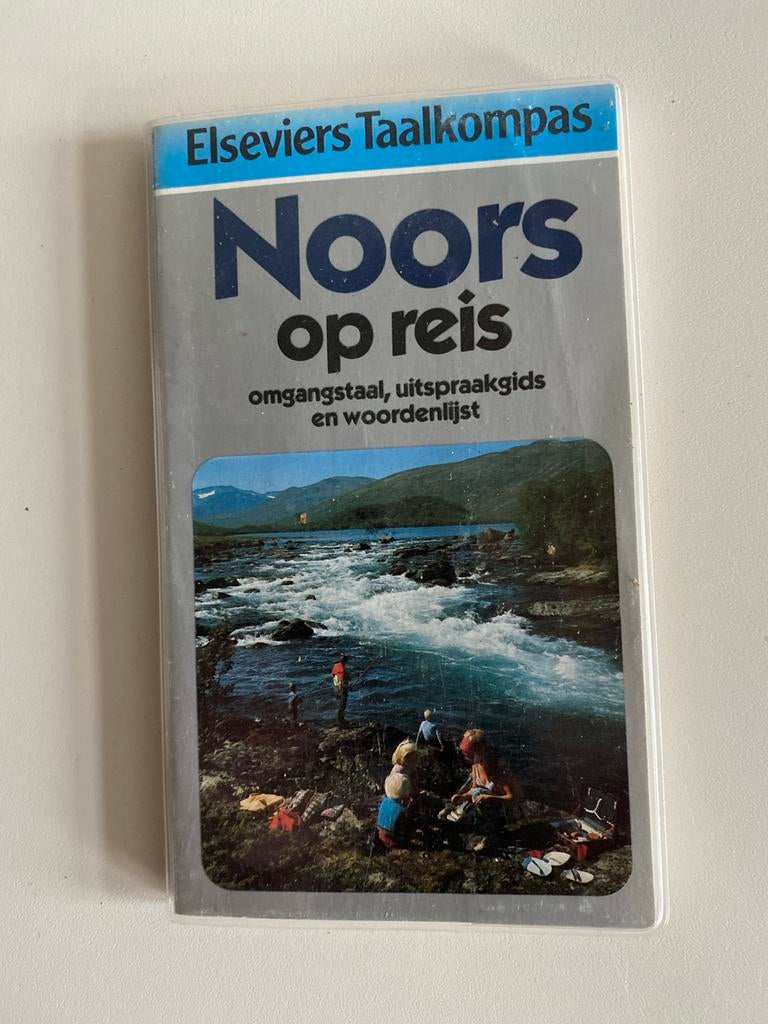 Elseviers Taalkompas
Noors
op reis
omgangstaal, uitspraakgids
en woordenlijst